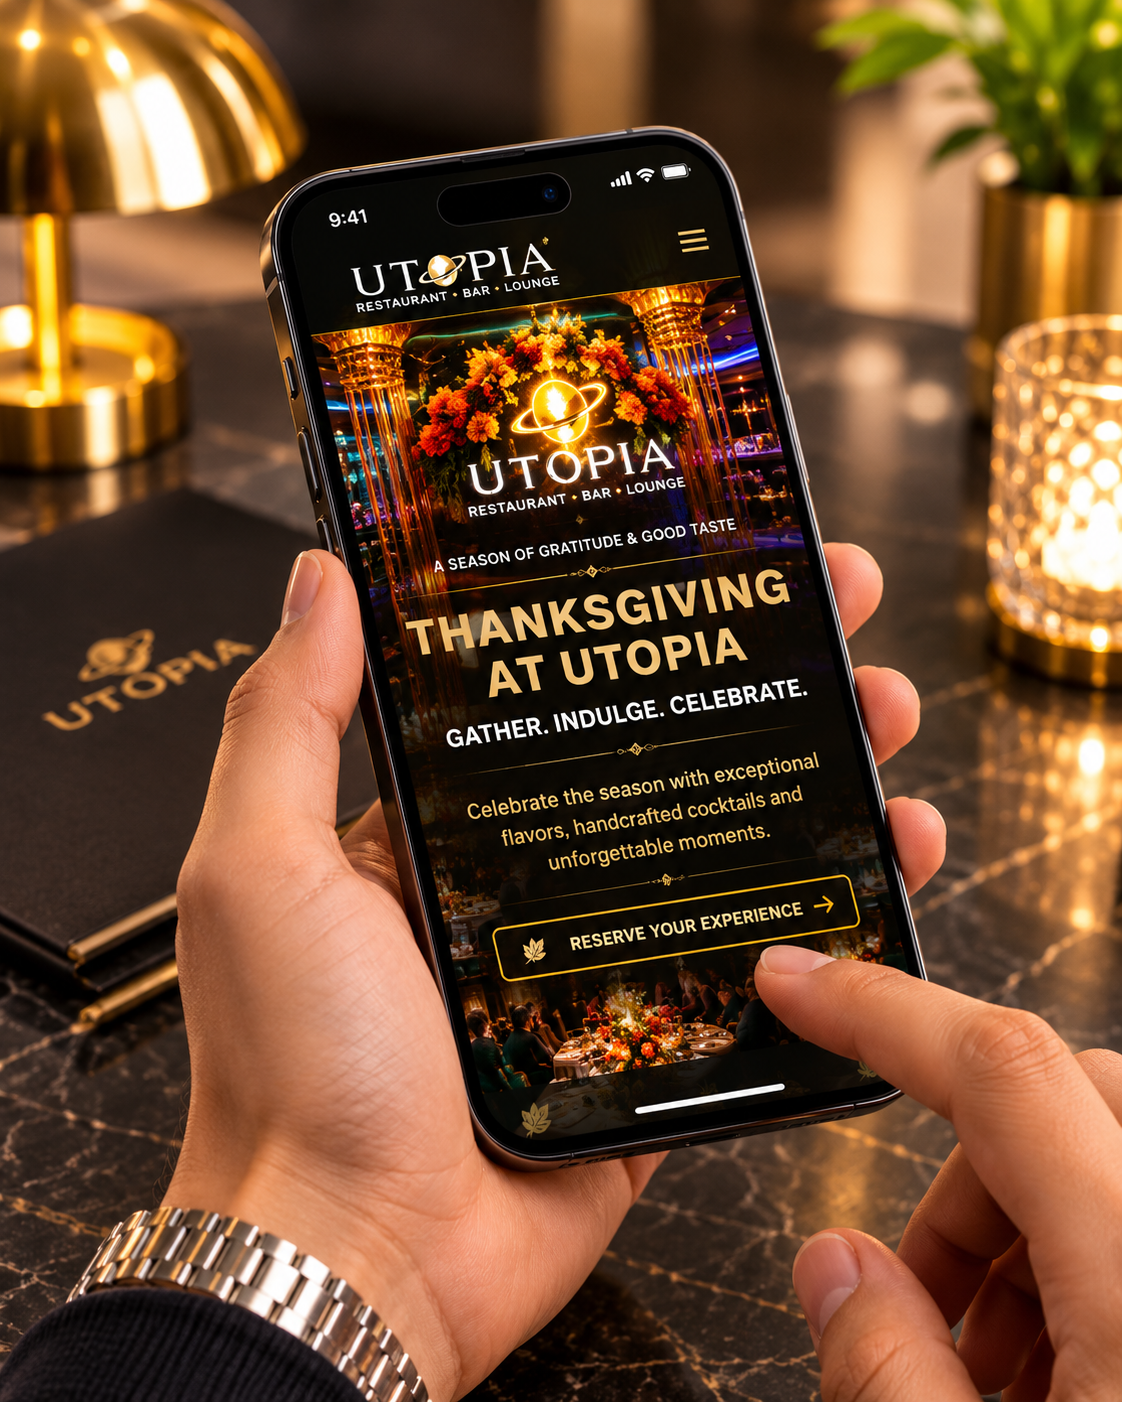 9:41
UTOPIA
RESTAURANT • BAR • LOUNGE
UTOPIA
RESTAURANT • BAR • LOUNGE
A SEASON OF GRATITUDE & GOOD TASTE
THANKSGIVING
AT UTOPIA
GATHER. INDULGE. CELEBRATE.
Celebrate the season with exceptional
flavors, handcrafted cocktails and
unforgettable moments.
RESERVE YOUR EXPERIENCE →
UTOPIA